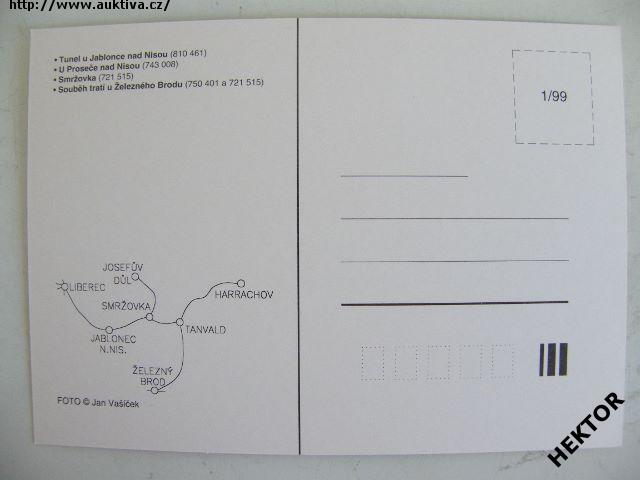 http://www.auktiva.cz/
• Tunel u Jablonce nad Nisou (810 461)
• U Proseče nad Nisou (743 008)
• Smržovka (721 515)
• Souběh tratí u Železného Brodu (750 401 a 721 515)
1/99
JOSEFŮV
DŮL
LIBEREC
HARRACHOV
SMRŽOVKA
TANVALD
JABLONEC
N.NIS.
ŽELEZNÝ
BROD
FOTO © Jan Vašíček
HEKTOR